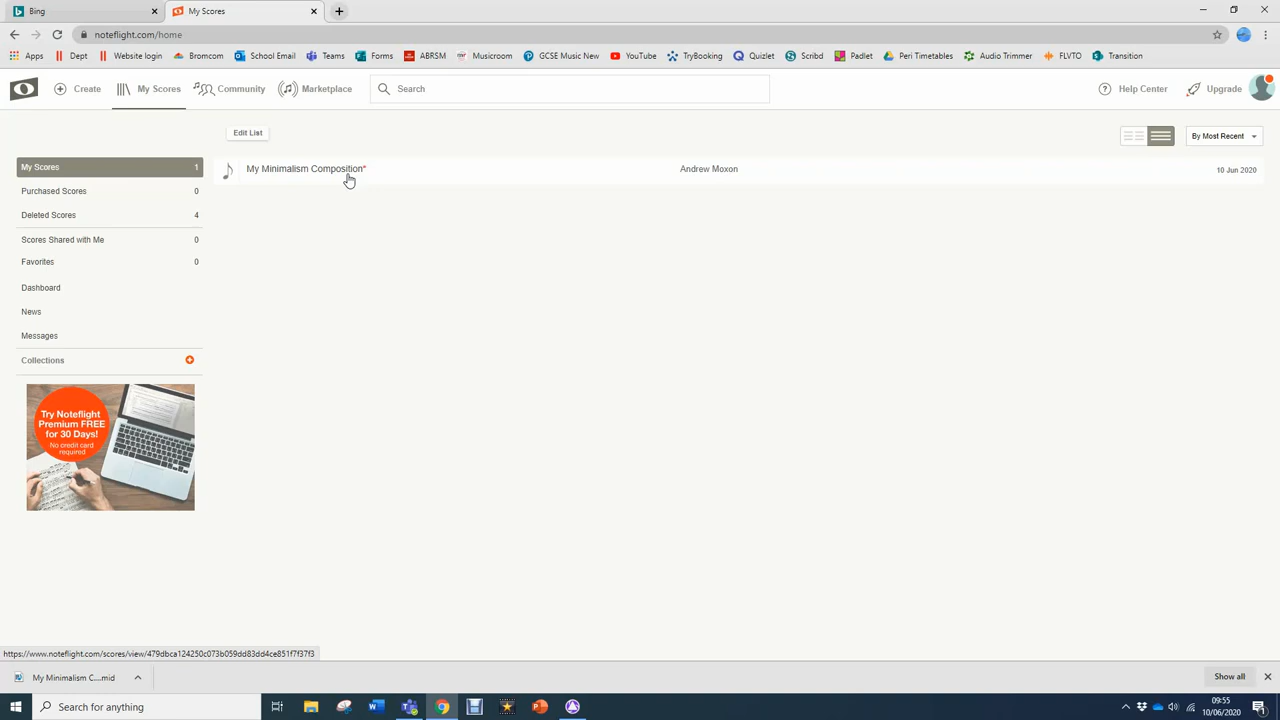 Bing
My Scores
noteflight.com/home
Apps
Dept
Website login
Bromcom
School Email
Teams
Forms
ABRSM
Musicroom
GCSE Music New
YouTube
TryBooking
Quizlet
Scribd
Padlet
Peri Timetables
Audio Trimmer
FLVTO
Transition
Create
My Scores
Community
Marketplace
Search
Help Center
Upgrade
Edit List
By Most Recent
My Scores 1
My Minimalism Composition* Andrew Moxon 10 Jun 2020
Purchased Scores 0
Deleted Scores 4
Scores Shared with Me 0
Favorites 0
Dashboard
News
Messages
Collections
Try Noteflight
Premium FREE
for 30 Days!
No credit card
required
https://www.noteflight.com/scores/view/479dbca124250c073b059dd83dd4ce851f7f37f3
My Minimalism C....mid
Show all
Search for anything
09:55
10/06/2020